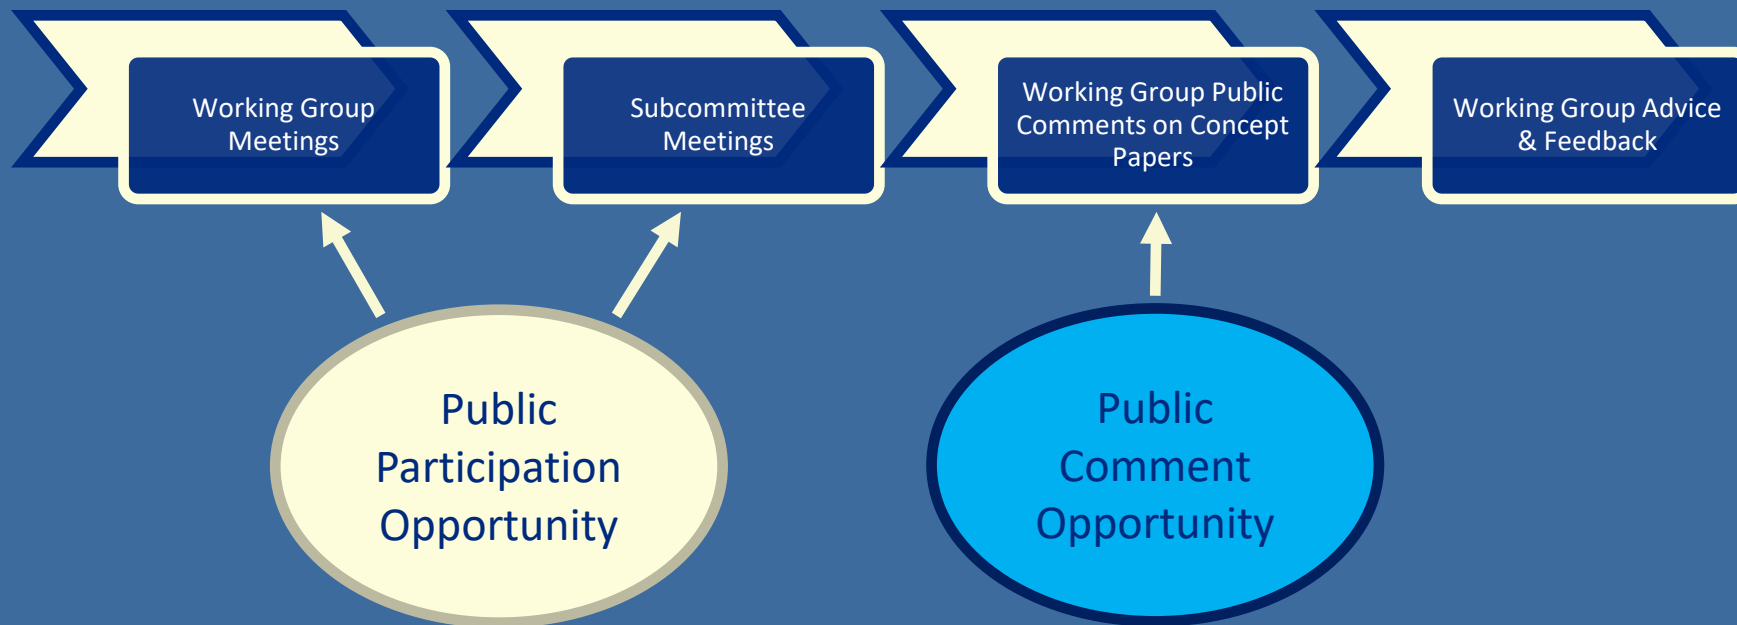 Working Group
Meetings
Subcommittee
Meetings
Working Group Public
Comments on Concept
Papers
Working Group Advice
& Feedback
Public
Participation
Opportunity
Public
Comment
Opportunity